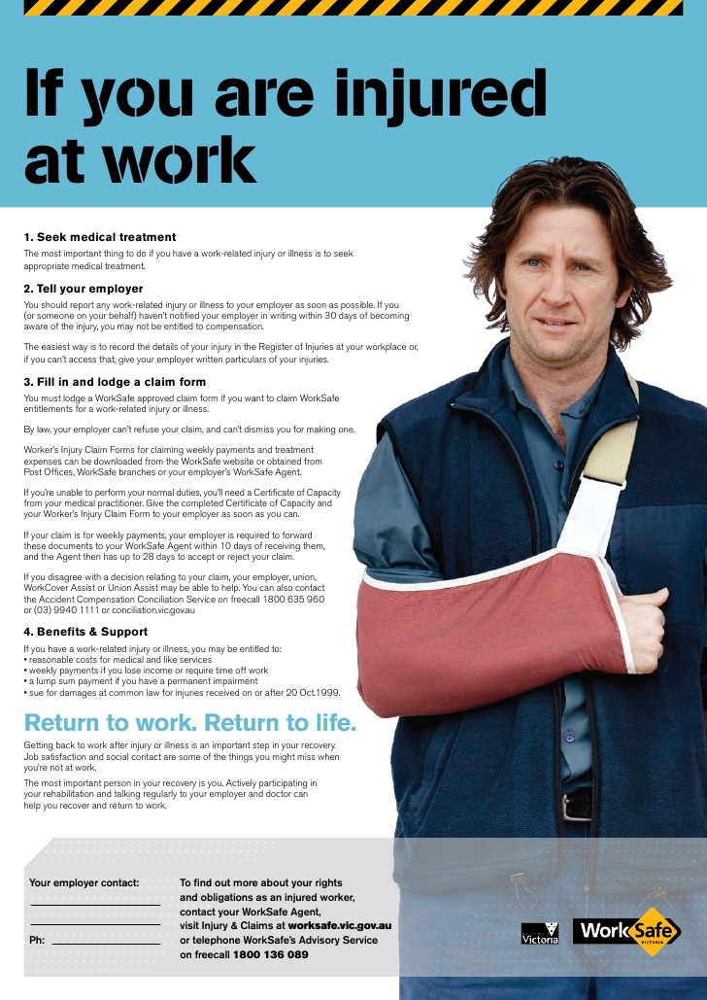 If you are injured
at work
1. Seek medical treatment
The most important thing to do if you have a work-related injury or illness is to seek
appropriate medical treatment.
2. Tell your employer
You should report any work-related injury or illness to your employer as soon as possible. If you
(or someone on your behalf) haven't notified your employer in writing within 30 days of becoming
aware of the injury, you may not be entitled to compensation.
The easiest way is to record the details of your injury in the Register of Injuries at your workplace or,
if you can't access that, give your employer written particulars of your injuries.
3. Fill in and lodge a claim form
You must lodge a WorkSafe approved claim form if you want to claim WorkSafe
entitlements for a work-related injury or illness.
By law, your employer can't refuse your claim, and can't dismiss you for making one.
Worker's Injury Claim Forms for claiming weekly payments and treatment
expenses can be downloaded from the WorkSafe website or obtained from
Post Offices, WorkSafe branches or your employer's WorkSafe Agent.
If you're unable to perform your normal duties, you'll need a Certificate of Capacity
from your medical practitioner. Give the completed Certificate of Capacity and
your Worker's Injury Claim Form to your employer as soon as you can.
If your claim is for weekly payments, your employer is required to forward
these documents to your WorkSafe Agent within 10 days of receiving them,
and the Agent then has up to 28 days to accept or reject your claim.
If you disagree with a decision relating to your claim, your employer, union,
WorkCover Assist or Union Assist may be able to help. You can also contact
the Accident Compensation Conciliation Service on freecall 1800 635 960
or (03) 9940 1111 or conciliation.vic.gov.au
4. Benefits & Support
If you have a work-related injury or illness, you may be entitled to:
• reasonable costs for medical and like services
• weekly payments if you lose income or require time off work
• a lump sum payment if you have a permanent impairment
• sue for damages at common law for injuries received on or after 20 Oct.1999.
Return to work. Return to life.
Getting back to work after injury or illness is an important step in your recovery.
Job satisfaction and social contact are some of the things you might miss when
you're not at work.
The most important person in your recovery is you. Actively participating in
your rehabilitation and talking regularly to your employer and doctor can
help you recover and return to work.
Your employer contact:
Ph:
To find out more about your rights
and obligations as an injured worker,
contact your WorkSafe Agent,
visit Injury & Claims at worksafe.vic.gov.au
or telephone WorkSafe's Advisory Service
on freecall 1800 136 089
Victoria
WorkSafe
VICTORIA